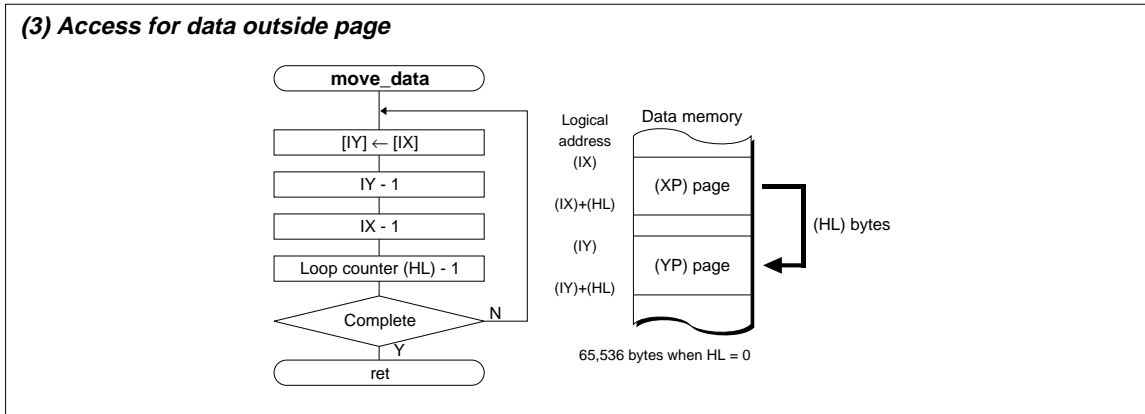 (3) Access for data outside page
move_data
[IY] ← [IX]
IY - 1
IX - 1
Loop counter (HL) - 1
Complete
N
Y
ret
Logical
address
Data memory
(IX)
(XP) page
(IX)+(HL)
(HL) bytes
(IY)
(YP) page
(IY)+(HL)
65,536 bytes when HL = 0